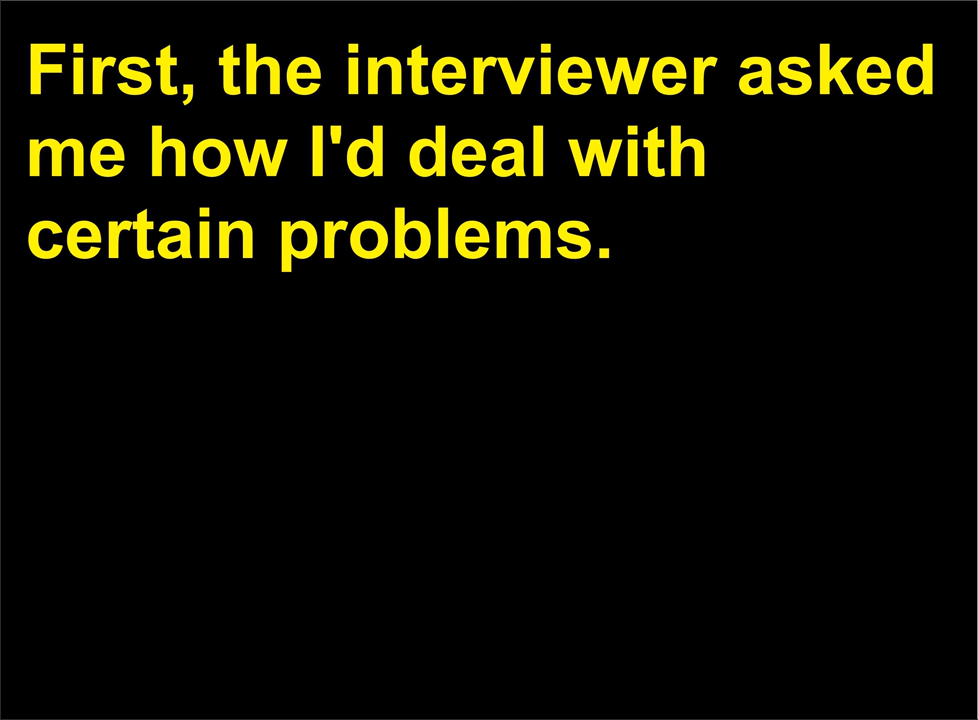 First, the interviewer asked
me how I'd deal with
certain problems.